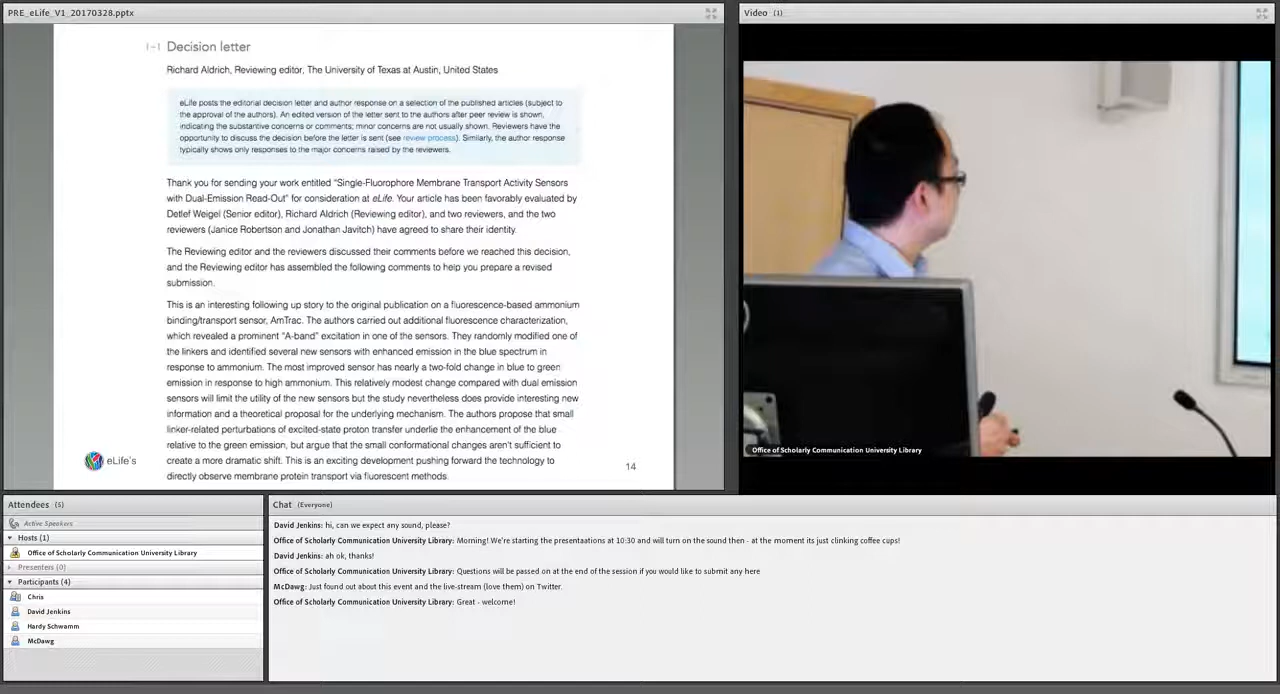 PRE_eLife_V1_20170328.pptx
[–] Decision letter
Richard Aldrich, Reviewing editor, The University of Texas at Austin, United States
eLife posts the editorial decision letter and author response on a selection of the published articles (subject to
the approval of the authors). An edited version of the letter sent to the authors after peer review is shown,
indicating the substantive concerns or comments; minor concerns are not usually shown. Reviewers have the
opportunity to discuss the decision before the letter is sent (see review process). Similarly, the author response
typically shows only responses to the major concerns raised by the reviewers.
Thank you for sending your work entitled “Single-Fluorophore Membrane Transport Activity Sensors
with Dual-Emission Read-Out” for consideration at eLife. Your article has been favorably evaluated by
Detlef Weigel (Senior editor), Richard Aldrich (Reviewing editor), and two reviewers, and the two
reviewers (Janice Robertson and Jonathan Javitch) have agreed to share their identity.
The Reviewing editor and the reviewers discussed their comments before we reached this decision,
and the Reviewing editor has assembled the following comments to help you prepare a revised
submission.
This is an interesting following up story to the original publication on a fluorescence-based ammonium
binding/transport sensor, AmTrac. The authors carried out additional fluorescence characterization,
which revealed a prominent “A-band” excitation in one of the sensors. They randomly modified one of
the linkers and identified several new sensors with enhanced emission in the blue spectrum in
response to ammonium. The most improved sensor has nearly a two-fold change in blue to green
emission in response to high ammonium. This relatively modest change compared with dual emission
sensors will limit the utility of the new sensors but the study nevertheless does provide interesting new
information and a theoretical proposal for the underlying mechanism. The authors propose that small
linker-related perturbations of excited-state proton transfer underlie the enhancement of the blue
relative to the green emission, but argue that the small conformational changes aren’t sufficient to
create a more dramatic shift. This is an exciting development pushing forward the technology to
directly observe membrane protein transport via fluorescent methods.
eLife's
14
Video (1)
Office of Scholarly Communication University Library
Attendees (5)
Active Speakers
Hosts (1)
Office of Scholarly Communication University Library
Presenters (0)
Participants (4)
Chris
David Jenkins
Hardy Schwamm
McDawg
Chat (Everyone)
David Jenkins: hi, can we expect any sound, please?
Office of Scholarly Communication University Library: Morning! We're starting the presentaations at 10:30 and will turn on the sound then - at the moment its just clinking coffee cups!
David Jenkins: ah ok, thanks!
Office of Scholarly Communication University Library: Questions will be passed on at the end of the session if you would like to submit any here
McDawg: Just found out about this event and the live-stream (love them) on Twitter.
Office of Scholarly Communication University Library: Great - welcome!